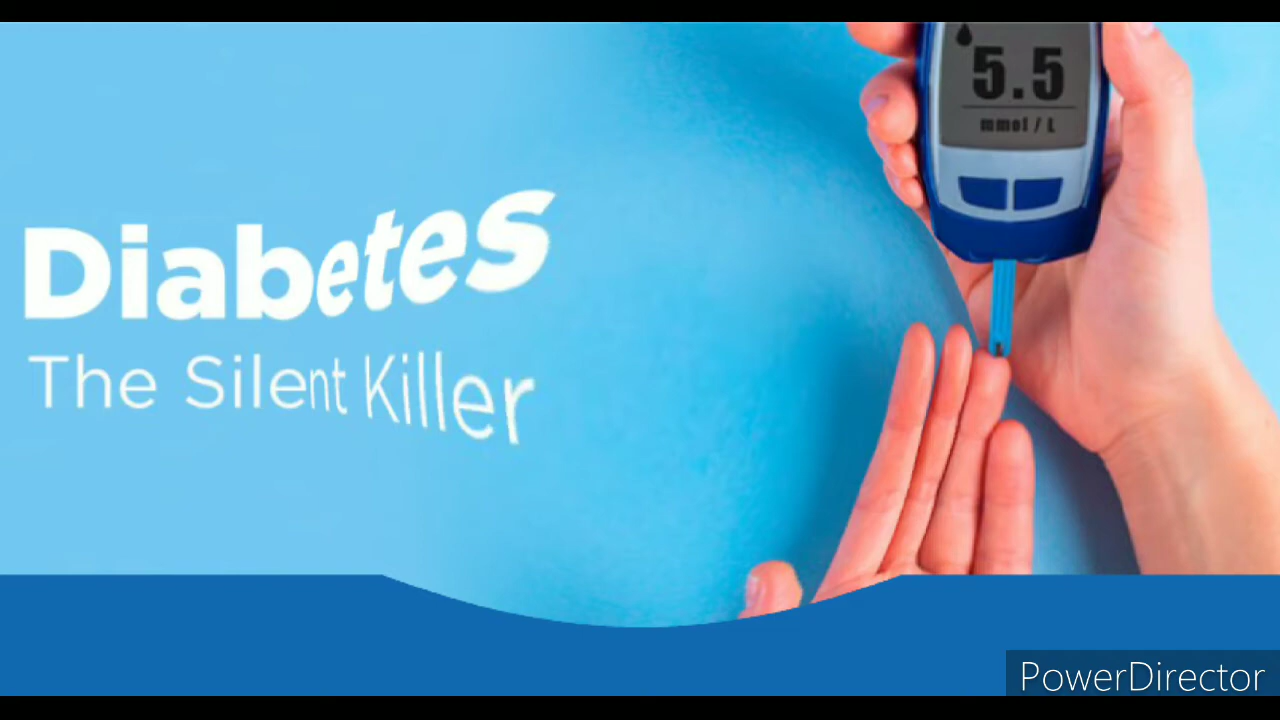 5.5
mmol / L
Diabetes
The Silent Killer
PowerDirector